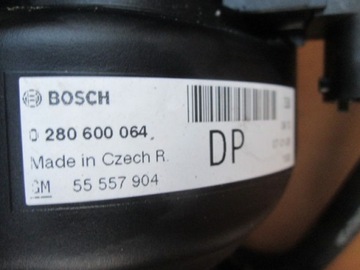 BOSCH
0 280 600 064
DP
Made in Czech R.
GM 55 557 904